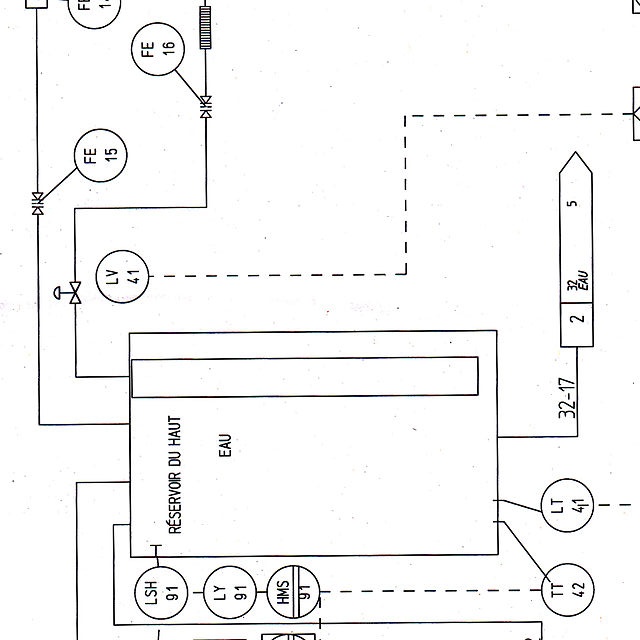 FE
16
FE
15
LV
41
5
32
EAU
2
32-17
RÉSERVOIR DU HAUT
EAU
LT
41
LSH
91
LY
91
HMS
91
TT
42